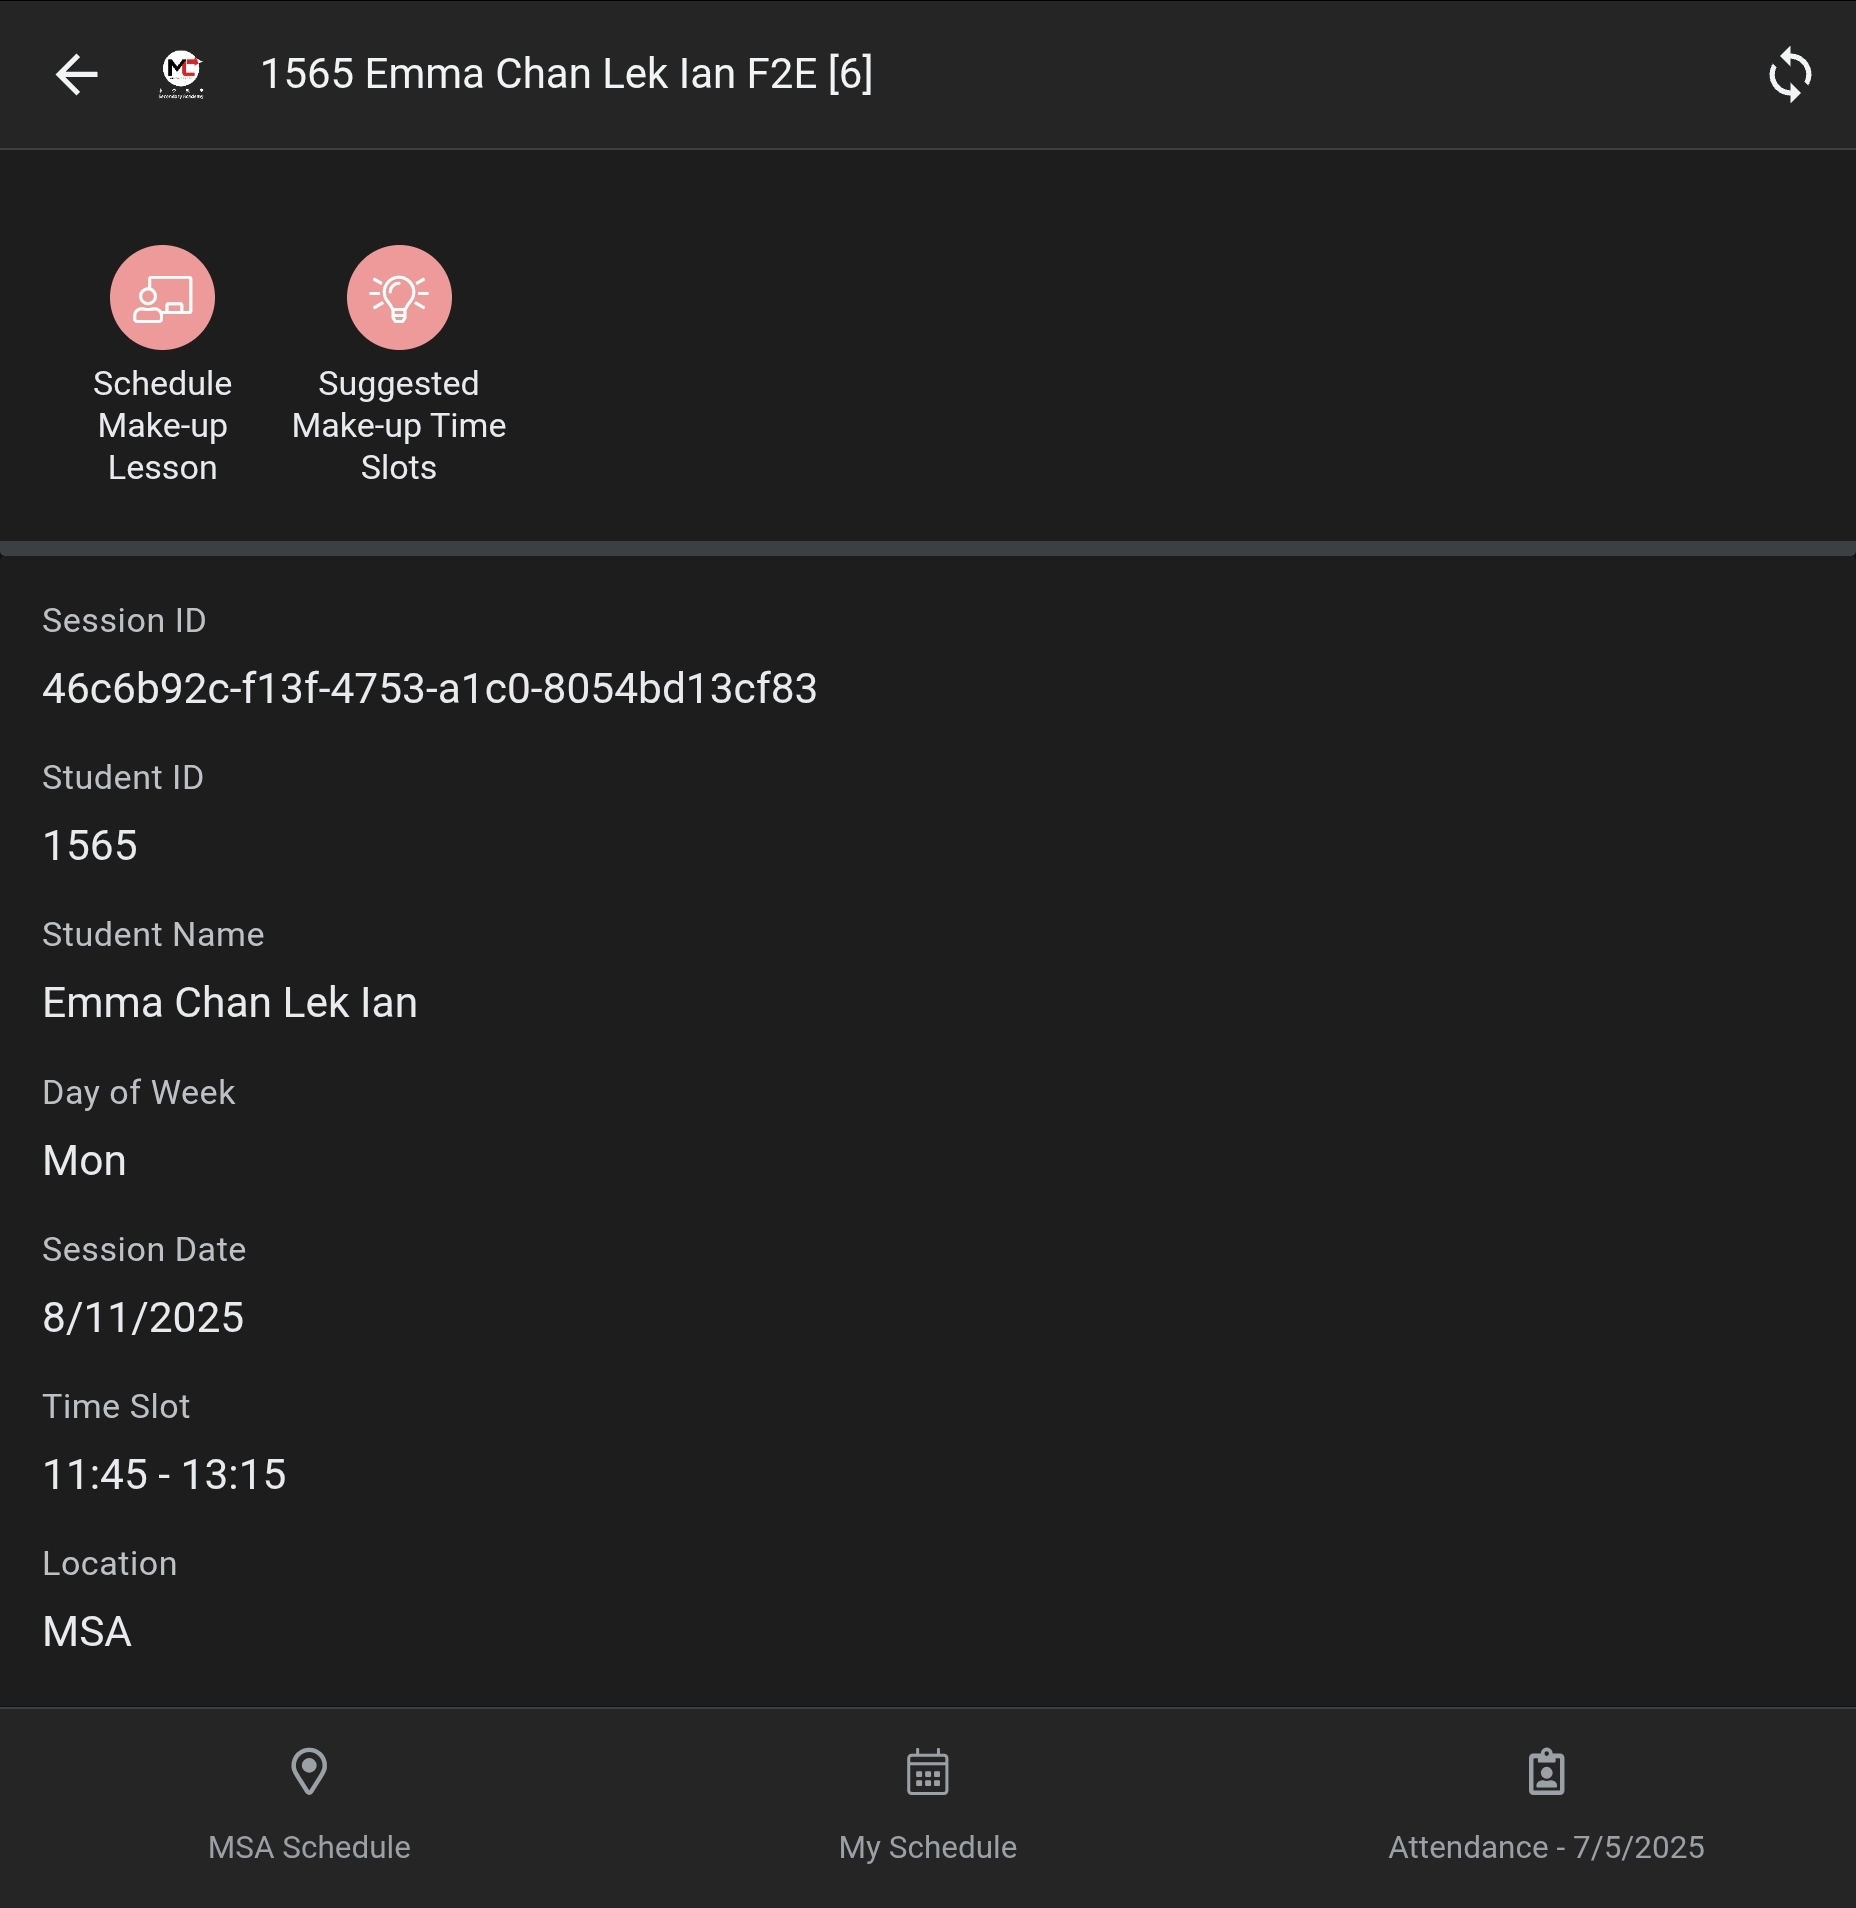 1565 Emma Chan Lek Ian F2E [6]
MC
Secondary Academy
Schedule
Make-up
Lesson
Suggested
Make-up Time
Slots
Session ID
46c6b92c-f13f-4753-a1c0-8054bd13cf83
Student ID
1565
Student Name
Emma Chan Lek Ian
Day of Week
Mon
Session Date
8/11/2025
Time Slot
11:45 - 13:15
Location
MSA
MSA Schedule
My Schedule
Attendance - 7/5/2025